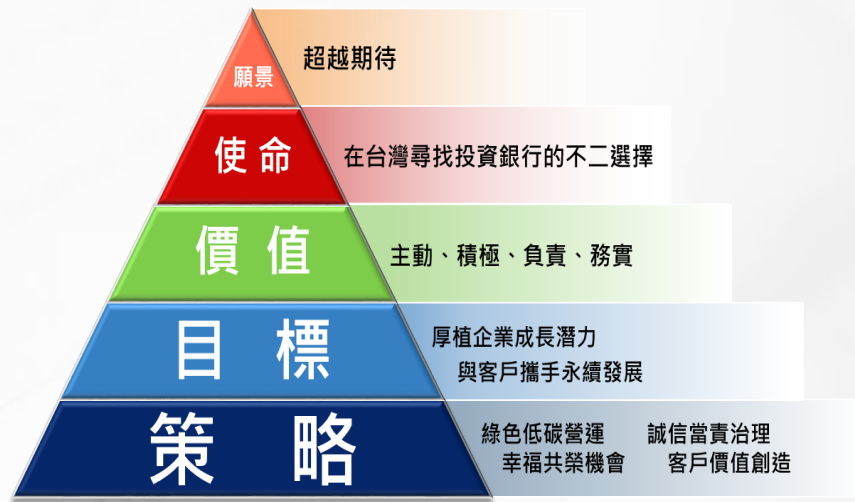 願景
超越期待
使命
在台灣尋找投資銀行的不二選擇
價值
主動、積極、負責、務實
目標
厚植企業成長潛力
與客戶攜手永續發展
策略
綠色低碳營運 誠信當責治理
幸福共榮機會 客戶價值創造